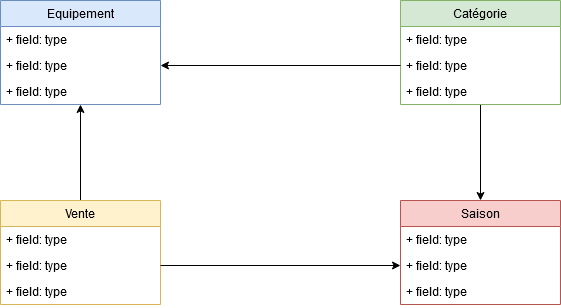 Equipement
+ field: type
+ field: type
+ field: type
Catégorie
+ field: type
+ field: type
+ field: type
Vente
+ field: type
+ field: type
+ field: type
Saison
+ field: type
+ field: type
+ field: type